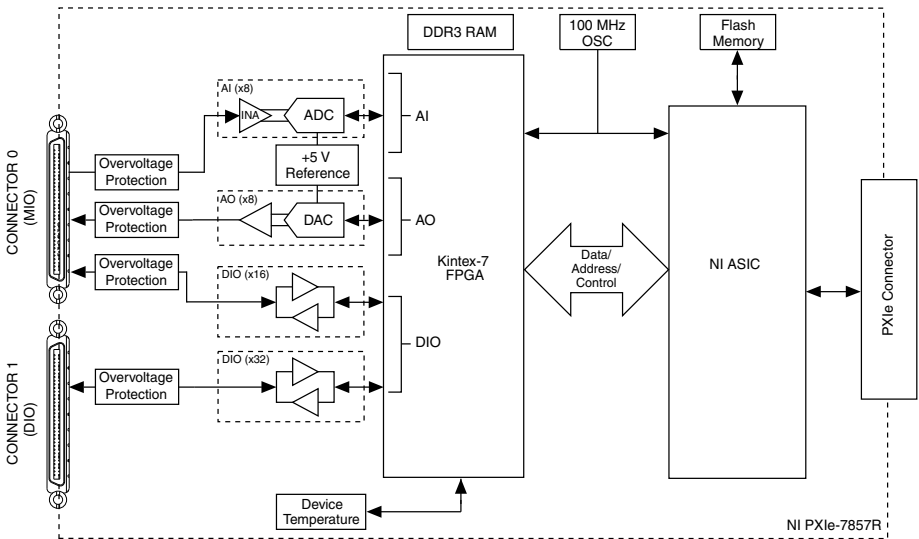 DDR3 RAM
100 MHz
OSC
Flash
Memory
AI (x8)
INA
ADC
AI
+5 V
Reference
Overvoltage
Protection
CONNECTOR 0
(MIO)
AO (x8)
DAC
AO
Overvoltage
Protection
Kintex-7
FPGA
Data/
Address/
Control
NI ASIC
PXIe Connector
Overvoltage
Protection
DIO (x16)
DIO
DIO (x32)
Overvoltage
Protection
CONNECTOR 1
(DIO)
Device
Temperature
NI PXIe-7857R